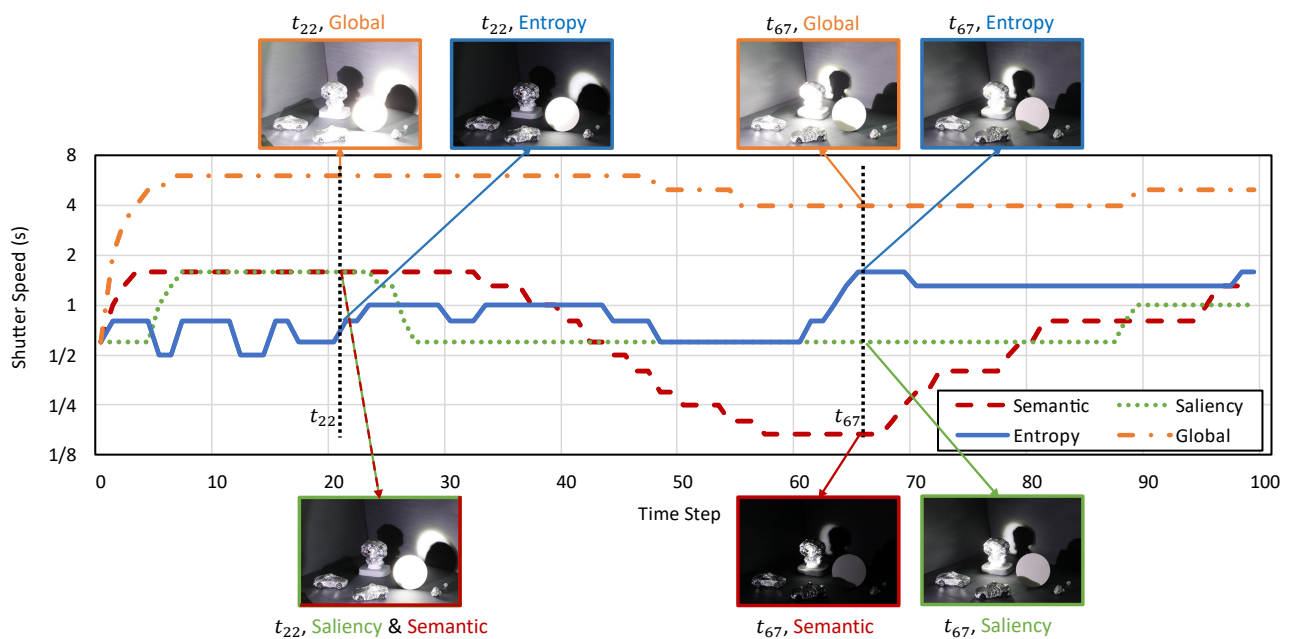 t₂₂, Global
t₂₂, Entropy
t₆₇, Global
t₆₇, Entropy
8
4
2
1
1/2
1/4
1/8
Shutter Speed (s)
t₂₂
t₆₇
Semantic
Saliency
Entropy
Global
0 10 20 30 40 50 60 70 80 90 100
Time Step
t₂₂, Saliency & Semantic
t₆₇, Semantic
t₆₇, Saliency